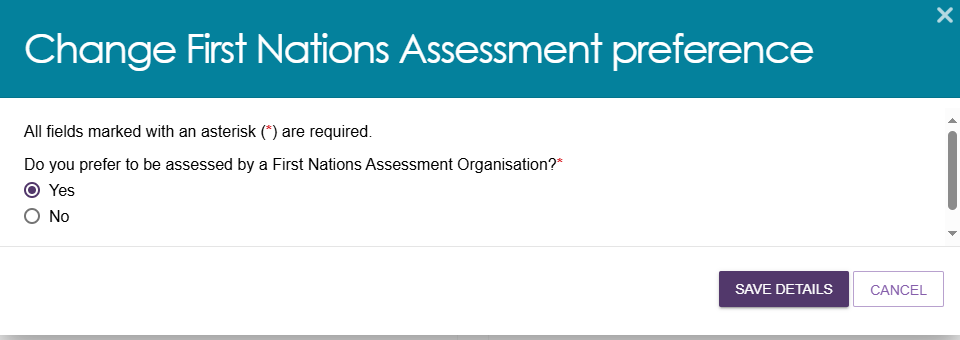 Change First Nations Assessment preference
All fields marked with an asterisk (*) are required.
Do you prefer to be assessed by a First Nations Assessment Organisation?*
Yes
No
SAVE DETAILS
CANCEL